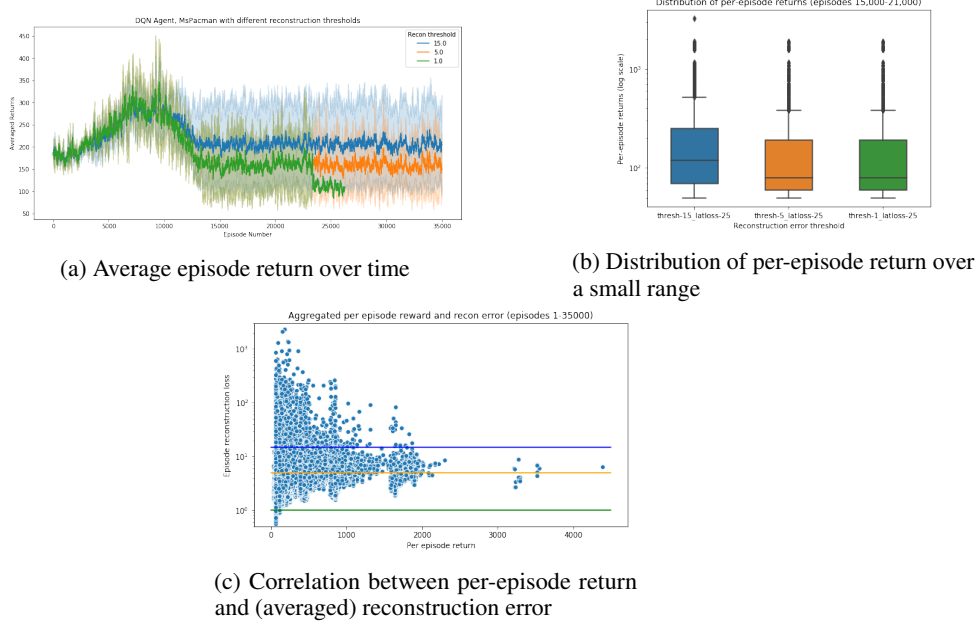 DQN Agent, MsPacman with different reconstruction thresholds
Recon threshold
15.0
5.0
1.0
450
400
350
300
250
200
150
100
50
Averaged Returns
0 5000 10000 15000 20000 25000 30000 35000
Episode Number
(a) Average episode return over time
Distribution of per-episode returns (episodes 15,000-21,000)
Per-episode returns (log scale)
10³
10²
thresh-15_latloss-25 thresh-5_latloss-25 thresh-1_latloss-25
Reconstruction error threshold
(b) Distribution of per-episode return over
a small range
Aggregated per episode reward and recon error (episodes 1-35000)
Episode reconstruction loss
10³
10²
10¹
10⁰
0 1000 2000 3000 4000
Per episode return
(c) Correlation between per-episode return
and (averaged) reconstruction error